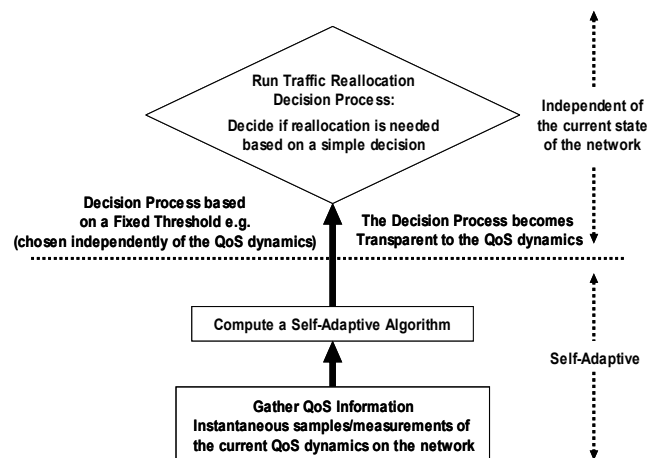 Run Traffic Reallocation
Decision Process:
Decide if reallocation is needed
based on a simple decision
Independent of
the current state
of the network
Decision Process based
on a Fixed Threshold e.g.
(chosen independently of the QoS dynamics)
The Decision Process becomes
Transparent to the QoS dynamics
Compute a Self-Adaptive Algorithm
Self-Adaptive
Gather QoS Information
Instantaneous samples/measurements of
the current QoS dynamics on the network